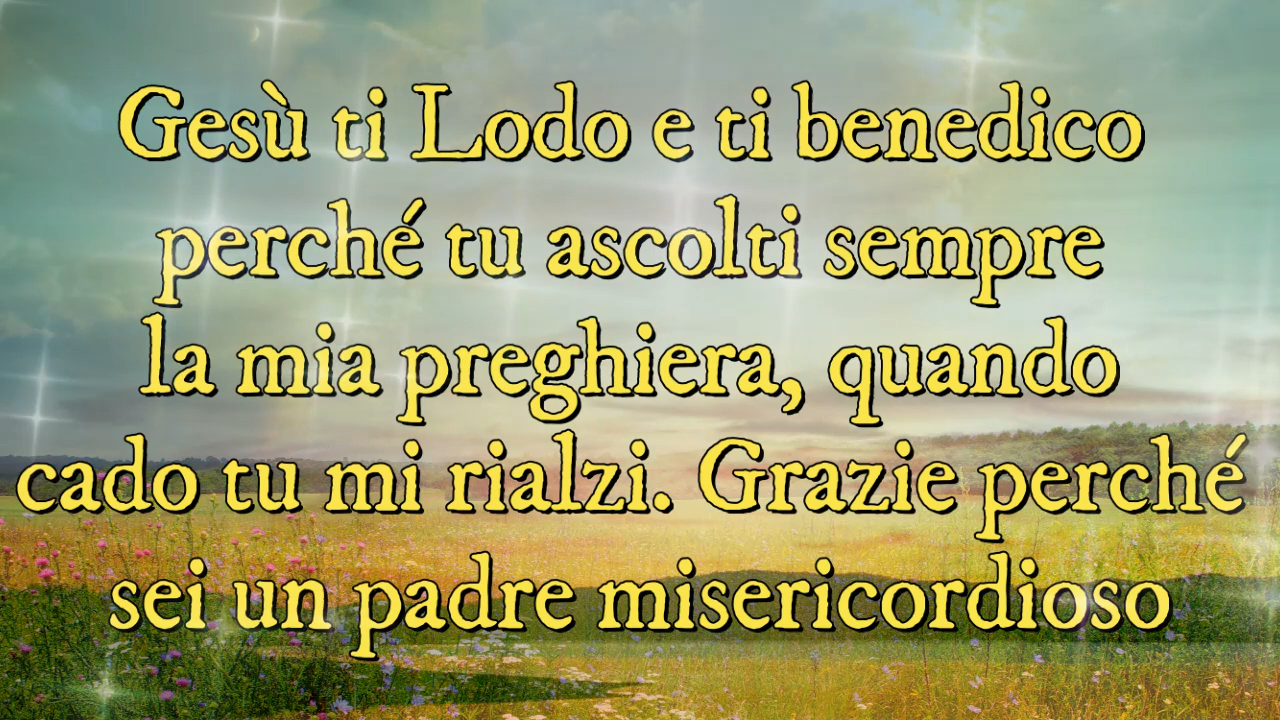 Gesù ti Lodo e ti benedico
perché tu ascolti sempre
la mia preghiera, quando
cado tu mi rialzi. Grazie perché
sei un padre misericordioso